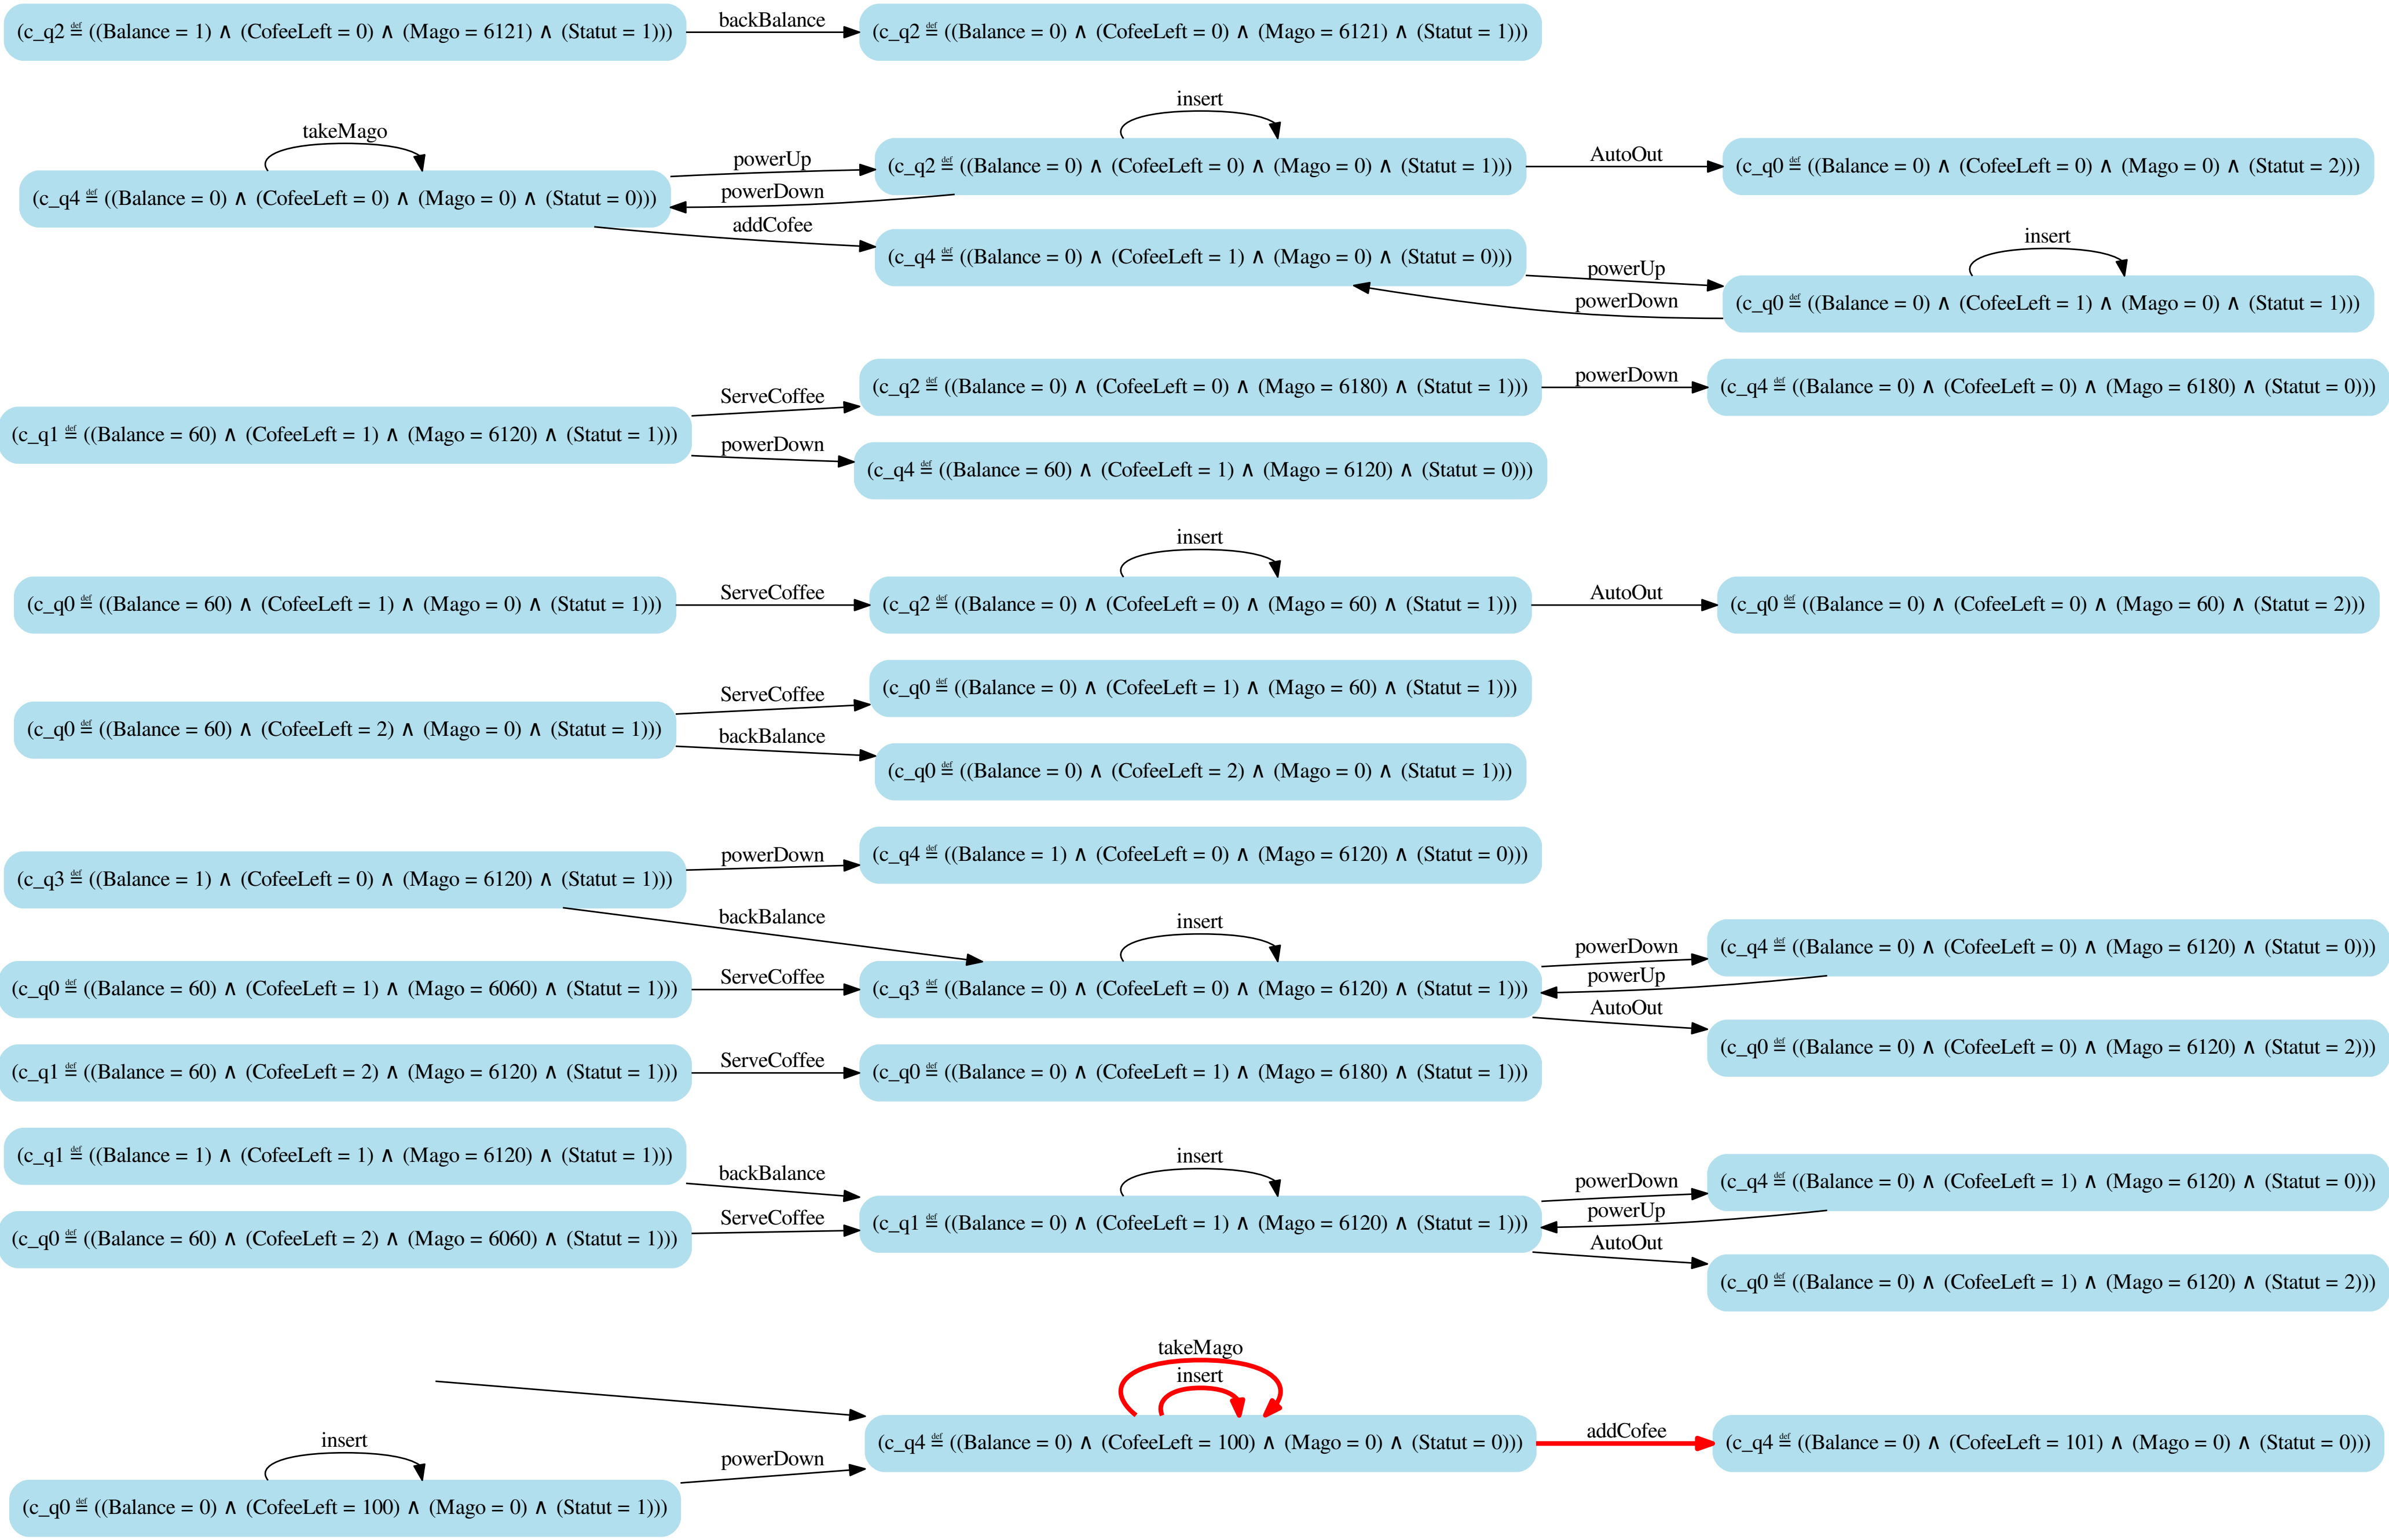 (c_q2 ≝ ((Balance = 1) ∧ (CofeeLeft = 0) ∧ (Mago = 6121) ∧ (Statut = 1)))
backBalance
(c_q2 ≝ ((Balance = 0) ∧ (CofeeLeft = 0) ∧ (Mago = 6121) ∧ (Statut = 1)))
insert
takeMago
powerUp
(c_q2 ≝ ((Balance = 0) ∧ (CofeeLeft = 0) ∧ (Mago = 0) ∧ (Statut = 1)))
AutoOut
(c_q0 ≝ ((Balance = 0) ∧ (CofeeLeft = 0) ∧ (Mago = 0) ∧ (Statut = 2)))
(c_q4 ≝ ((Balance = 0) ∧ (CofeeLeft = 0) ∧ (Mago = 0) ∧ (Statut = 0)))
powerDown
addCofee
(c_q4 ≝ ((Balance = 0) ∧ (CofeeLeft = 1) ∧ (Mago = 0) ∧ (Statut = 0)))
insert
powerUp
powerDown
(c_q0 ≝ ((Balance = 0) ∧ (CofeeLeft = 1) ∧ (Mago = 0) ∧ (Statut = 1)))
(c_q1 ≝ ((Balance = 60) ∧ (CofeeLeft = 1) ∧ (Mago = 6120) ∧ (Statut = 1)))
ServeCoffee
(c_q2 ≝ ((Balance = 0) ∧ (CofeeLeft = 0) ∧ (Mago = 6180) ∧ (Statut = 1)))
powerDown
(c_q4 ≝ ((Balance = 0) ∧ (CofeeLeft = 0) ∧ (Mago = 6180) ∧ (Statut = 0)))
powerDown
(c_q4 ≝ ((Balance = 60) ∧ (CofeeLeft = 1) ∧ (Mago = 6120) ∧ (Statut = 0)))
insert
(c_q0 ≝ ((Balance = 60) ∧ (CofeeLeft = 1) ∧ (Mago = 0) ∧ (Statut = 1)))
ServeCoffee
(c_q2 ≝ ((Balance = 0) ∧ (CofeeLeft = 0) ∧ (Mago = 60) ∧ (Statut = 1)))
AutoOut
(c_q0 ≝ ((Balance = 0) ∧ (CofeeLeft = 0) ∧ (Mago = 60) ∧ (Statut = 2)))
(c_q0 ≝ ((Balance = 60) ∧ (CofeeLeft = 2) ∧ (Mago = 0) ∧ (Statut = 1)))
ServeCoffee
(c_q0 ≝ ((Balance = 0) ∧ (CofeeLeft = 1) ∧ (Mago = 60) ∧ (Statut = 1)))
backBalance
(c_q0 ≝ ((Balance = 0) ∧ (CofeeLeft = 2) ∧ (Mago = 0) ∧ (Statut = 1)))
(c_q3 ≝ ((Balance = 1) ∧ (CofeeLeft = 0) ∧ (Mago = 6120) ∧ (Statut = 1)))
powerDown
(c_q4 ≝ ((Balance = 1) ∧ (CofeeLeft = 0) ∧ (Mago = 6120) ∧ (Statut = 0)))
backBalance
insert
(c_q0 ≝ ((Balance = 60) ∧ (CofeeLeft = 1) ∧ (Mago = 6060) ∧ (Statut = 1)))
ServeCoffee
(c_q3 ≝ ((Balance = 0) ∧ (CofeeLeft = 0) ∧ (Mago = 6120) ∧ (Statut = 1)))
powerDown
(c_q4 ≝ ((Balance = 0) ∧ (CofeeLeft = 0) ∧ (Mago = 6120) ∧ (Statut = 0)))
powerUp
AutoOut
(c_q0 ≝ ((Balance = 0) ∧ (CofeeLeft = 0) ∧ (Mago = 6120) ∧ (Statut = 2)))
(c_q1 ≝ ((Balance = 60) ∧ (CofeeLeft = 2) ∧ (Mago = 6120) ∧ (Statut = 1)))
ServeCoffee
(c_q0 ≝ ((Balance = 0) ∧ (CofeeLeft = 1) ∧ (Mago = 6180) ∧ (Statut = 1)))
(c_q1 ≝ ((Balance = 1) ∧ (CofeeLeft = 1) ∧ (Mago = 6120) ∧ (Statut = 1)))
backBalance
insert
(c_q0 ≝ ((Balance = 60) ∧ (CofeeLeft = 2) ∧ (Mago = 6060) ∧ (Statut = 1)))
ServeCoffee
(c_q1 ≝ ((Balance = 0) ∧ (CofeeLeft = 1) ∧ (Mago = 6120) ∧ (Statut = 1)))
powerDown
(c_q4 ≝ ((Balance = 0) ∧ (CofeeLeft = 1) ∧ (Mago = 6120) ∧ (Statut = 0)))
powerUp
AutoOut
(c_q0 ≝ ((Balance = 0) ∧ (CofeeLeft = 1) ∧ (Mago = 6120) ∧ (Statut = 2)))
takeMago
insert
(c_q4 ≝ ((Balance = 0) ∧ (CofeeLeft = 100) ∧ (Mago = 0) ∧ (Statut = 0)))
addCofee
(c_q4 ≝ ((Balance = 0) ∧ (CofeeLeft = 101) ∧ (Mago = 0) ∧ (Statut = 0)))
insert
powerDown
(c_q0 ≝ ((Balance = 0) ∧ (CofeeLeft = 100) ∧ (Mago = 0) ∧ (Statut = 1)))